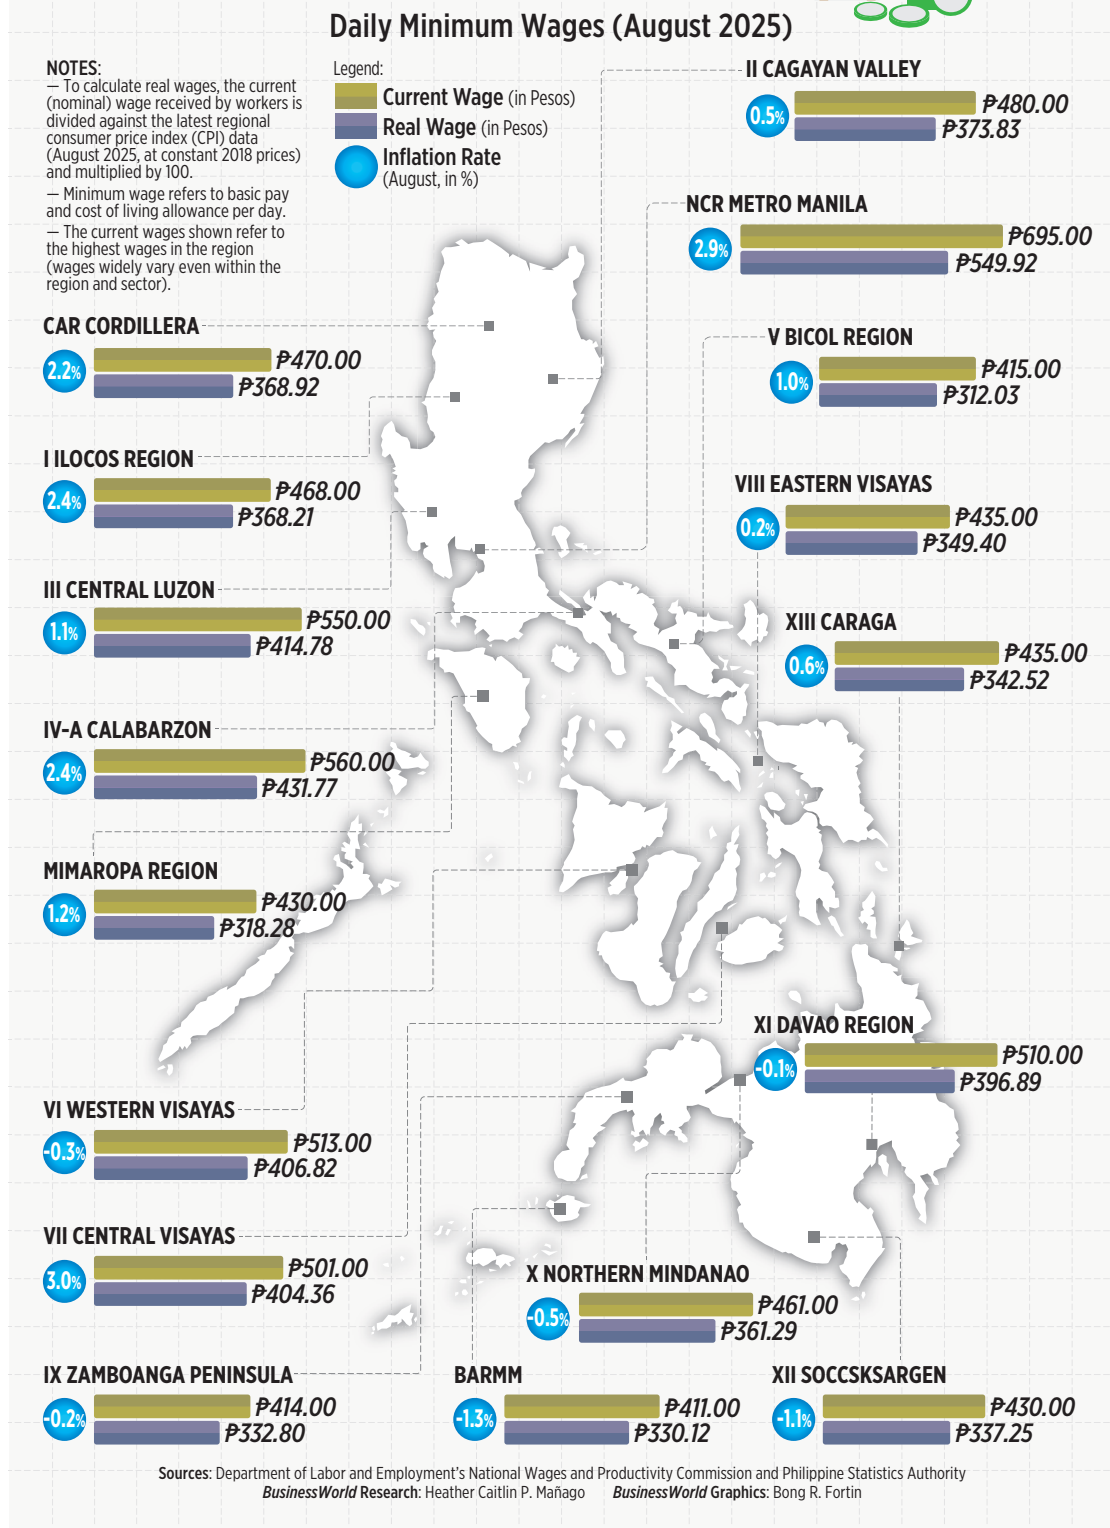 Daily Minimum Wages (August 2025)
NOTES:
— To calculate real wages, the current
(nominal) wage received by workers is
divided against the latest regional
consumer price index (CPI) data
(August 2025, at constant 2018 prices)
and multiplied by 100.
— Minimum wage refers to basic pay
and cost of living allowance per day.
— The current wages shown refer to
the highest wages in the region
(wages widely vary even within the
region and sector).
Legend:
Current Wage (in Pesos)
Real Wage (in Pesos)
Inflation Rate
(August, in %)
II CAGAYAN VALLEY
0.5%
₱480.00
₱373.83
NCR METRO MANILA
2.9%
₱695.00
₱549.92
CAR CORDILLERA
2.2%
₱470.00
₱368.92
V BICOL REGION
1.0%
₱415.00
₱312.03
I ILOCOS REGION
2.4%
₱468.00
₱368.21
VIII EASTERN VISAYAS
0.2%
₱435.00
₱349.40
III CENTRAL LUZON
1.1%
₱550.00
₱414.78
XIII CARAGA
0.6%
₱435.00
₱342.52
IV-A CALABARZON
2.4%
₱560.00
₱431.77
MIMAROPA REGION
1.2%
₱430.00
₱318.28
XI DAVAO REGION
-0.1%
₱510.00
₱396.89
VI WESTERN VISAYAS
-0.3%
₱513.00
₱406.82
VII CENTRAL VISAYAS
3.0%
₱501.00
₱404.36
X NORTHERN MINDANAO
-0.5%
₱461.00
₱361.29
IX ZAMBOANGA PENINSULA
-0.2%
₱414.00
₱332.80
BARMM
-1.3%
₱411.00
₱330.12
XII SOCCSKSARGEN
-1.1%
₱430.00
₱337.25
Sources: Department of Labor and Employment's National Wages and Productivity Commission and Philippine Statistics Authority
BusinessWorld Research: Heather Caitlin P. Mañago BusinessWorld Graphics: Bong R. Fortin